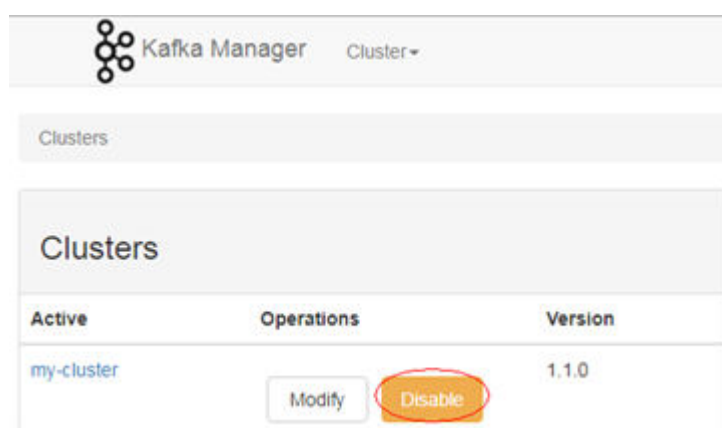 Kafka Manager Cluster
Clusters
Clusters
Active Operations Version
my-cluster 1.1.0
Modify Disable